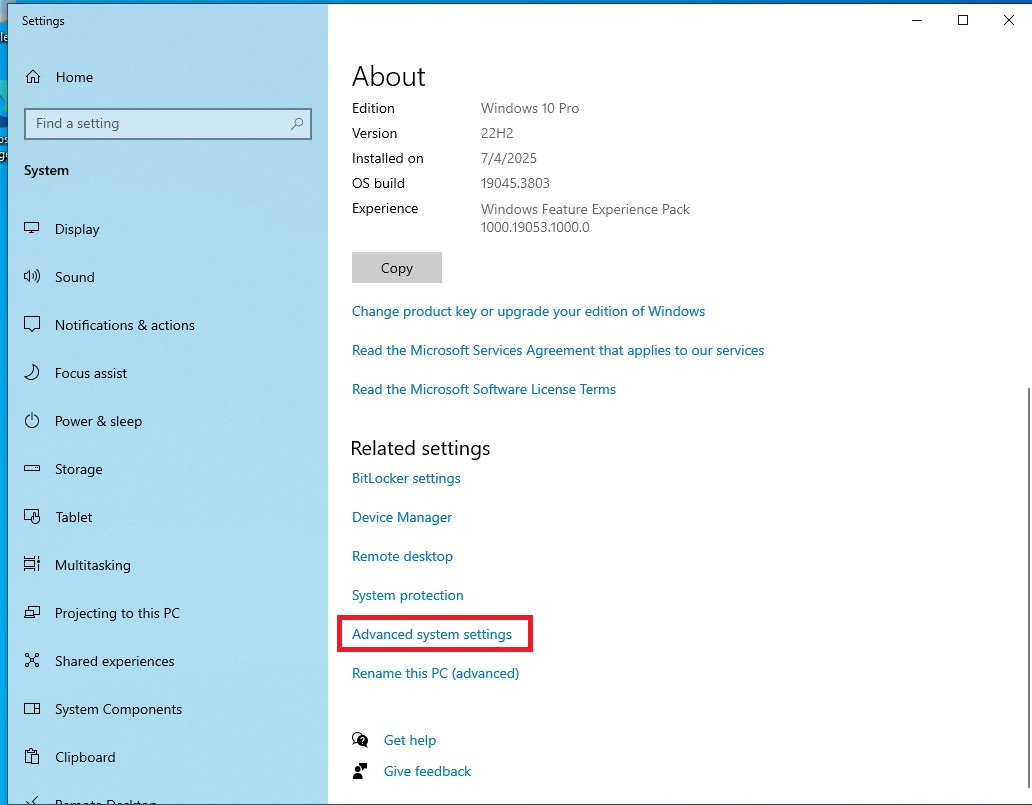 Settings
Home
Find a setting
System
Display
Sound
Notifications & actions
Focus assist
Power & sleep
Storage
Tablet
Multitasking
Projecting to this PC
Shared experiences
System Components
Clipboard
Remote Desktop
About
Edition Windows 10 Pro
Version 22H2
Installed on 7/4/2025
OS build 19045.3803
Experience Windows Feature Experience Pack
1000.19053.1000.0
Copy
Change product key or upgrade your edition of Windows
Read the Microsoft Services Agreement that applies to our services
Read the Microsoft Software License Terms
Related settings
BitLocker settings
Device Manager
Remote desktop
System protection
Advanced system settings
Rename this PC (advanced)
Get help
Give feedback